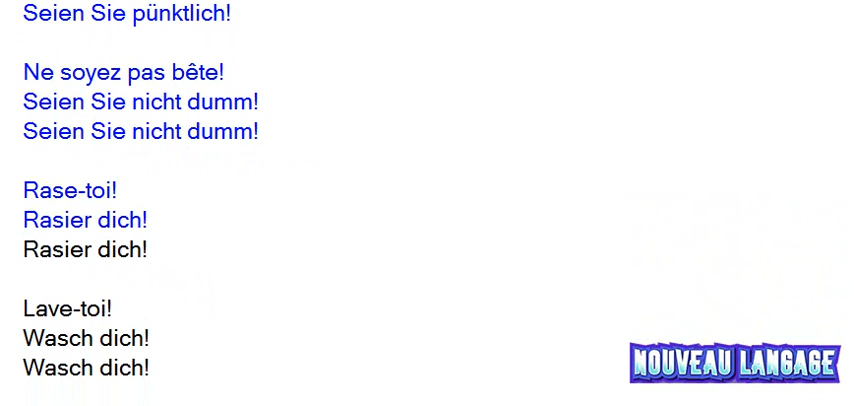 Seien Sie pünktlich!
Ne soyez pas bête!
Seien Sie nicht dumm!
Seien Sie nicht dumm!
Rase-toi!
Rasier dich!
Rasier dich!
Lave-toi!
Wasch dich!
Wasch dich!
NOUVEAU LANGAGE